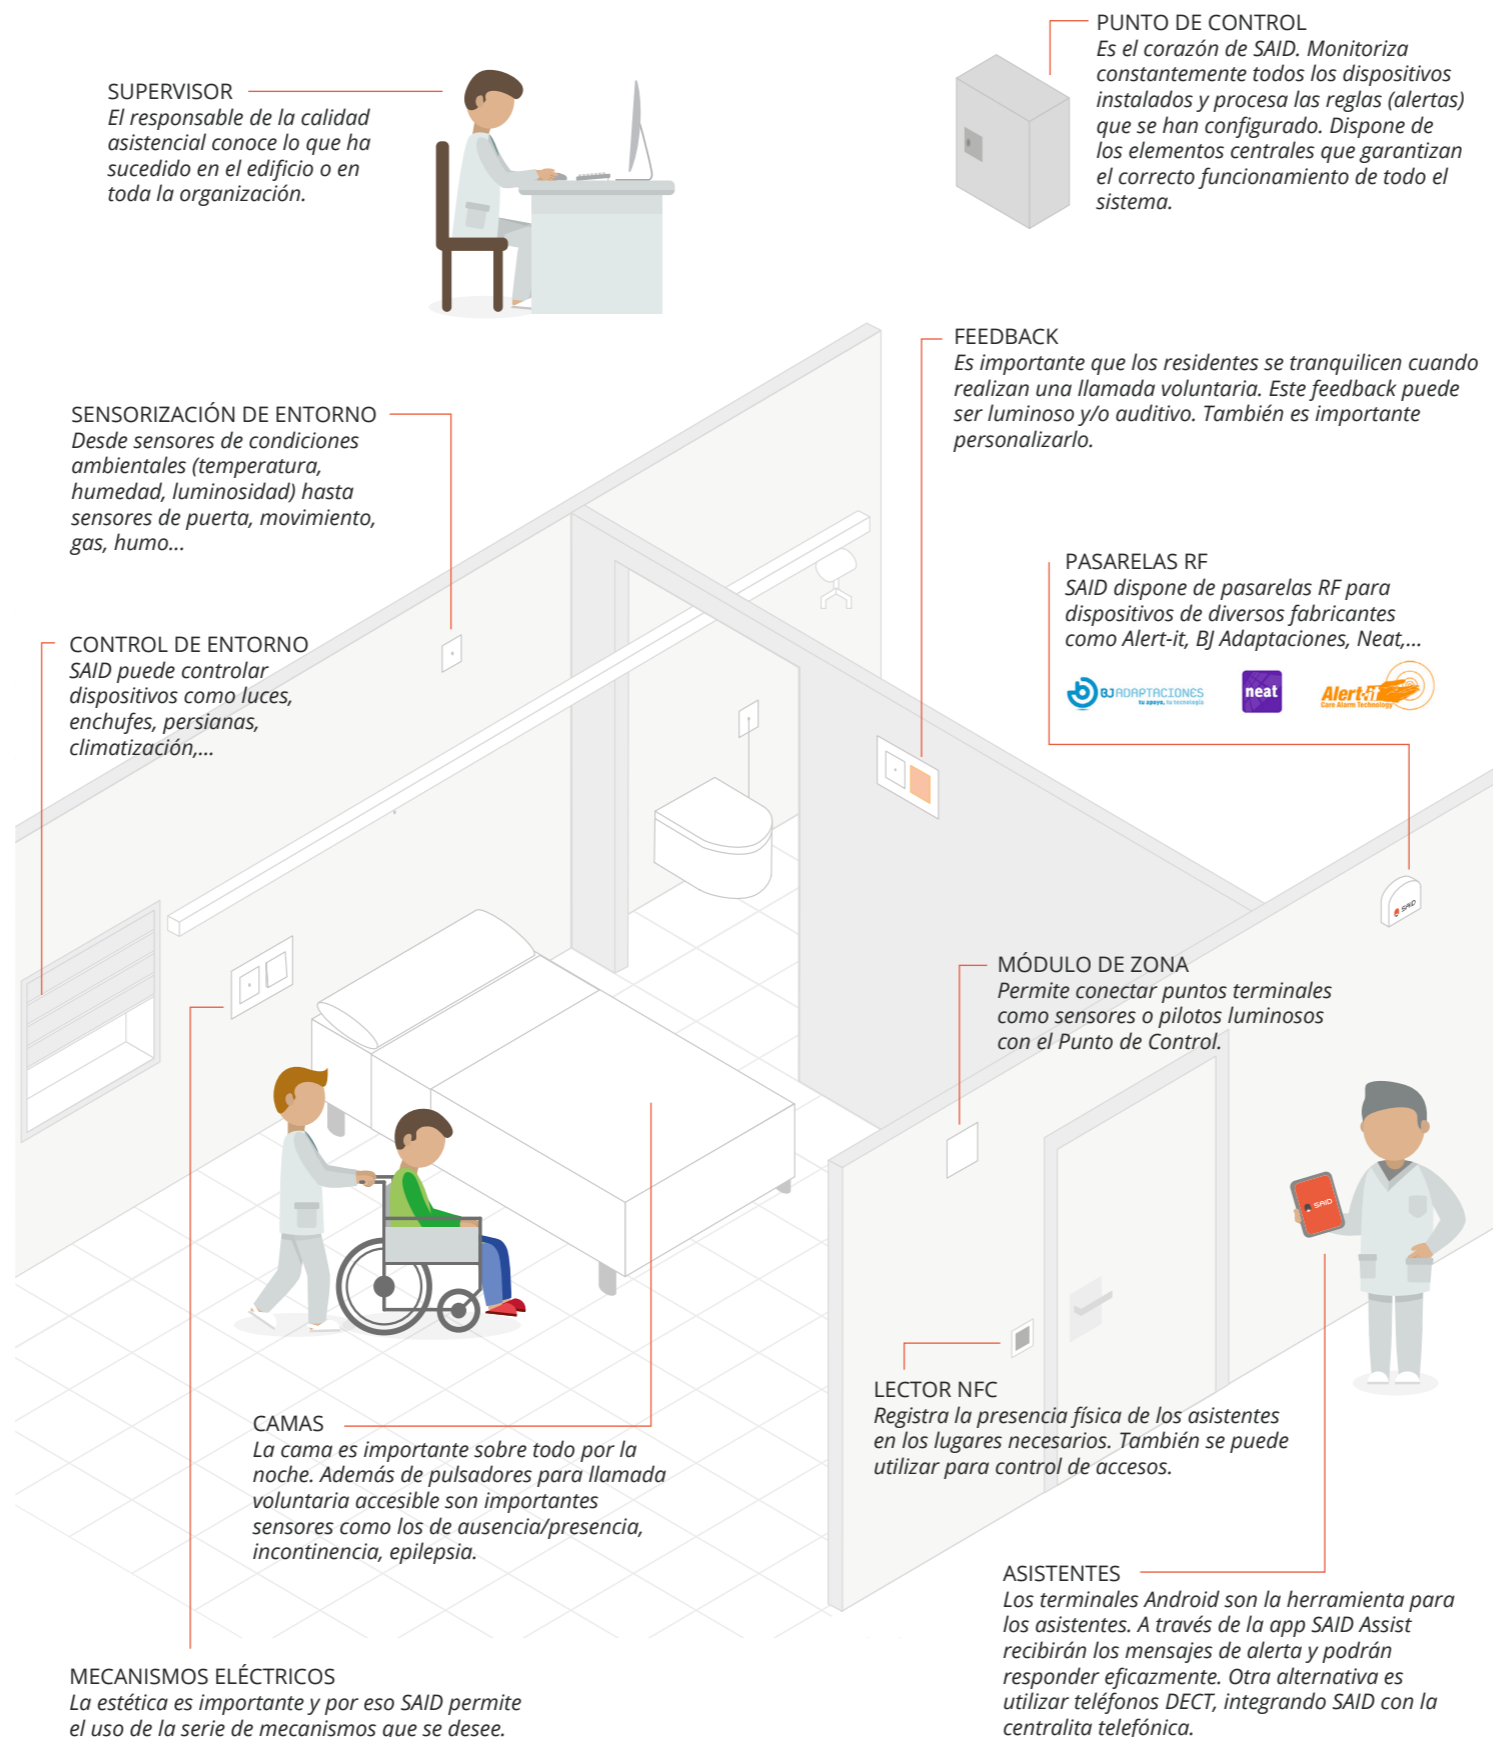 PUNTO DE CONTROL
Es el corazón de SAID. Monitoriza
constantemente todos los dispositivos
instalados y procesa las reglas (alertas)
que se han configurado. Dispone de
los elementos centrales que garantizan
el correcto funcionamiento de todo el
sistema.
SUPERVISOR
El responsable de la calidad
asistencial conoce lo que ha
sucedido en el edificio o en
toda la organización.
FEEDBACK
Es importante que los residentes se tranquilicen cuando
realizan una llamada voluntaria. Este feedback puede
ser luminoso y/o auditivo. También es importante
personalizarlo.
SENSORIZACIÓN DE ENTORNO
Desde sensores de condiciones
ambientales (temperatura,
humedad, luminosidad) hasta
sensores de puerta, movimiento,
gas, humo...
PASARELAS RF
SAID dispone de pasarelas RF para
dispositivos de diversos fabricantes
como Alert-it, BJ Adaptaciones, Neat,...
BJ ADAPTACIONES
tu apoyo, tu tecnología
neat
Alert-it
Care Alarm Technology
CONTROL DE ENTORNO
SAID puede controlar
dispositivos como luces,
enchufes, persianas,
climatización,...
SAID
MÓDULO DE ZONA
Permite conectar puntos terminales
como sensores o pilotos luminosos
con el Punto de Control.
SAID
LECTOR NFC
Registra la presencia física de los asistentes
en los lugares necesarios. También se puede
utilizar para control de accesos.
CAMAS
La cama es importante sobre todo por la
noche. Además de pulsadores para llamada
voluntaria accesible son importantes
sensores como los de ausencia/presencia,
incontinencia, epilepsia.
ASISTENTES
Los terminales Android son la herramienta para
los asistentes. A través de la app SAID Assist
recibirán los mensajes de alerta y podrán
responder eficazmente. Otra alternativa es
utilizar teléfonos DECT, integrando SAID con la
centralita telefónica.
MECANISMOS ELÉCTRICOS
La estética es importante y por eso SAID permite
el uso de la serie de mecanismos que se desee.